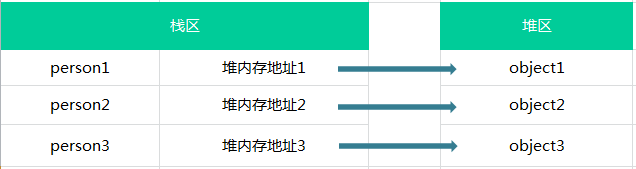 栈区 堆区
person1 堆内存地址1 object1
person2 堆内存地址2 object2
person3 堆内存地址3 object3